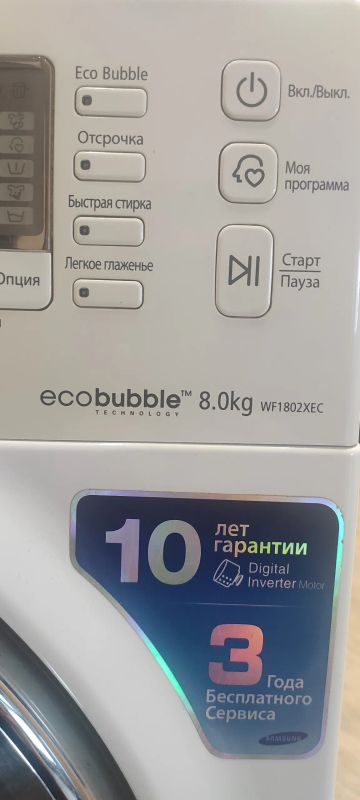 Eco Bubble
Вкл./Выкл.
Отсрочка
Моя
программа
Быстрая стирка
Легкое глаженье
Старт
Пауза
Опция
ecobubble™ 8.0kg WF1802XEC
TECHNOLOGY
10 лет
гарантии
Digital
Inverter Motor
3 Года
Бесплатного
Сервиса
SAMSUNG